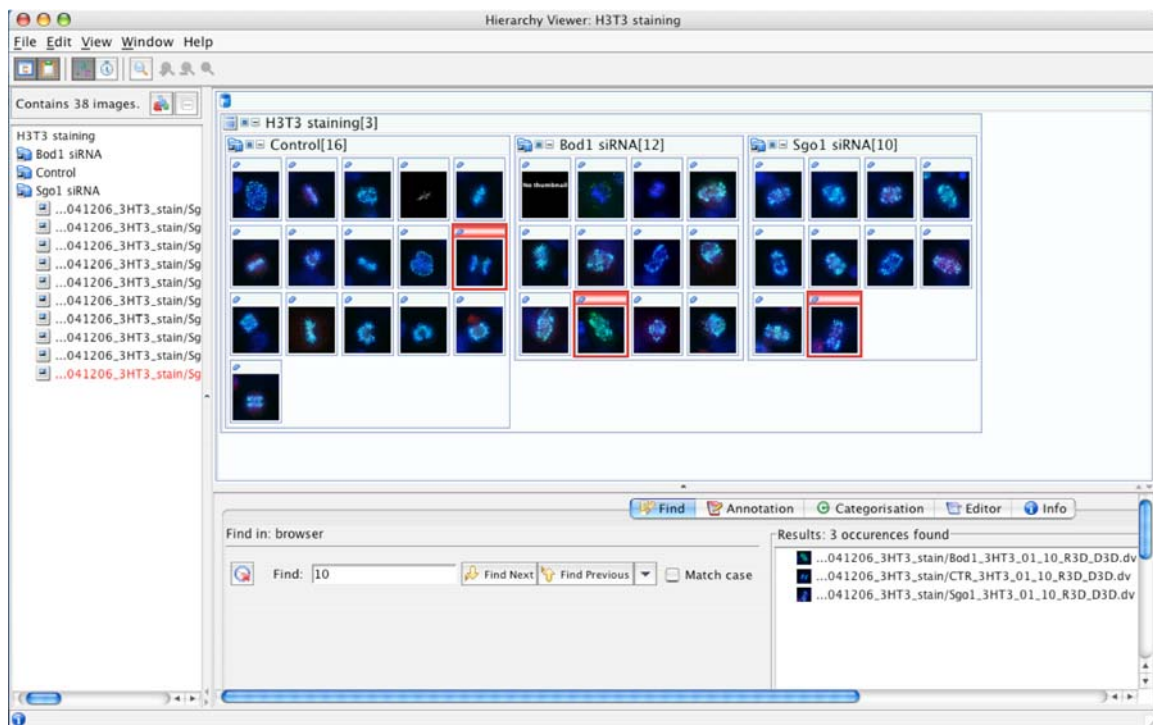 Hierarchy Viewer: H3T3 staining
File Edit View Window Help
Contains 38 images.
H3T3 staining
Bod1 siRNA
Control
Sgo1 siRNA
...041206_3HT3_stain/Sg
...041206_3HT3_stain/Sg
...041206_3HT3_stain/Sg
...041206_3HT3_stain/Sg
...041206_3HT3_stain/Sg
...041206_3HT3_stain/Sg
...041206_3HT3_stain/Sg
...041206_3HT3_stain/Sg
...041206_3HT3_stain/Sg
...041206_3HT3_stain/Sg
H3T3 staining[3]
Control[16]
Bod1 siRNA[12]
Sgo1 siRNA[10]
No thumbnail
Find Annotation Categorisation Editor Info
Find in: browser
Find: 10 Find Next Find Previous Match case
Results: 3 occurences found
...041206_3HT3_stain/Bod1_3HT3_01_10_R3D_D3D.dv
...041206_3HT3_stain/CTR_3HT3_01_10_R3D_D3D.dv
...041206_3HT3_stain/Sgo1_3HT3_01_10_R3D_D3D.dv